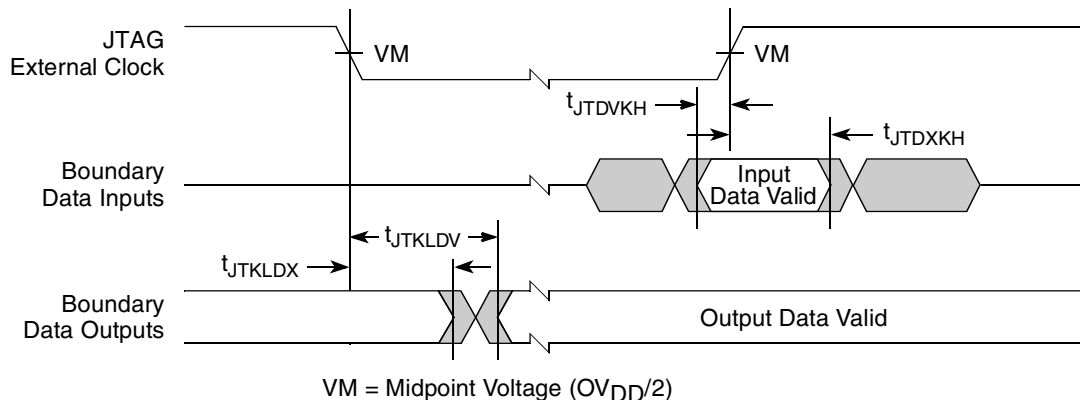 JTAG
External Clock
VM
VM
tJTDVKH
tJTDXKH
Boundary
Data Inputs
Input
Data Valid
tJTKLDV
tJTKLDX
Boundary
Data Outputs
Output Data Valid
VM = Midpoint Voltage (OVDD/2)